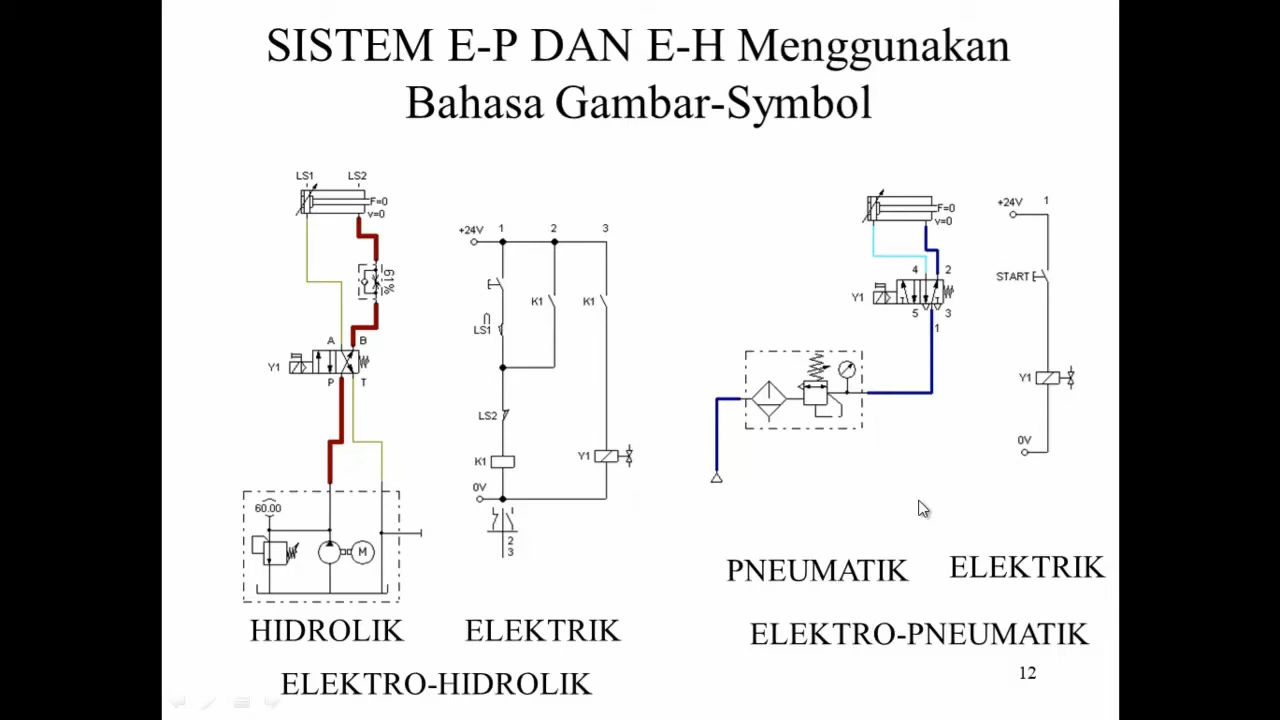 SISTEM E-P DAN E-H Menggunakan
Bahasa Gambar-Symbol
LS1 LS2
F=0
v=0
61%
A B
Y1
P T
60.00
M
HIDROLIK
+24V 1 2 3
K1 K1
LS1
LS2
K1
Y1
0V
2
3
ELEKTRIK
ELEKTRO-HIDROLIK
F=0
v=0
4 2
Y1
5 3
1
PNEUMATIK
+24V 1
START
Y1
0V
ELEKTRIK
ELEKTRO-PNEUMATIK
12